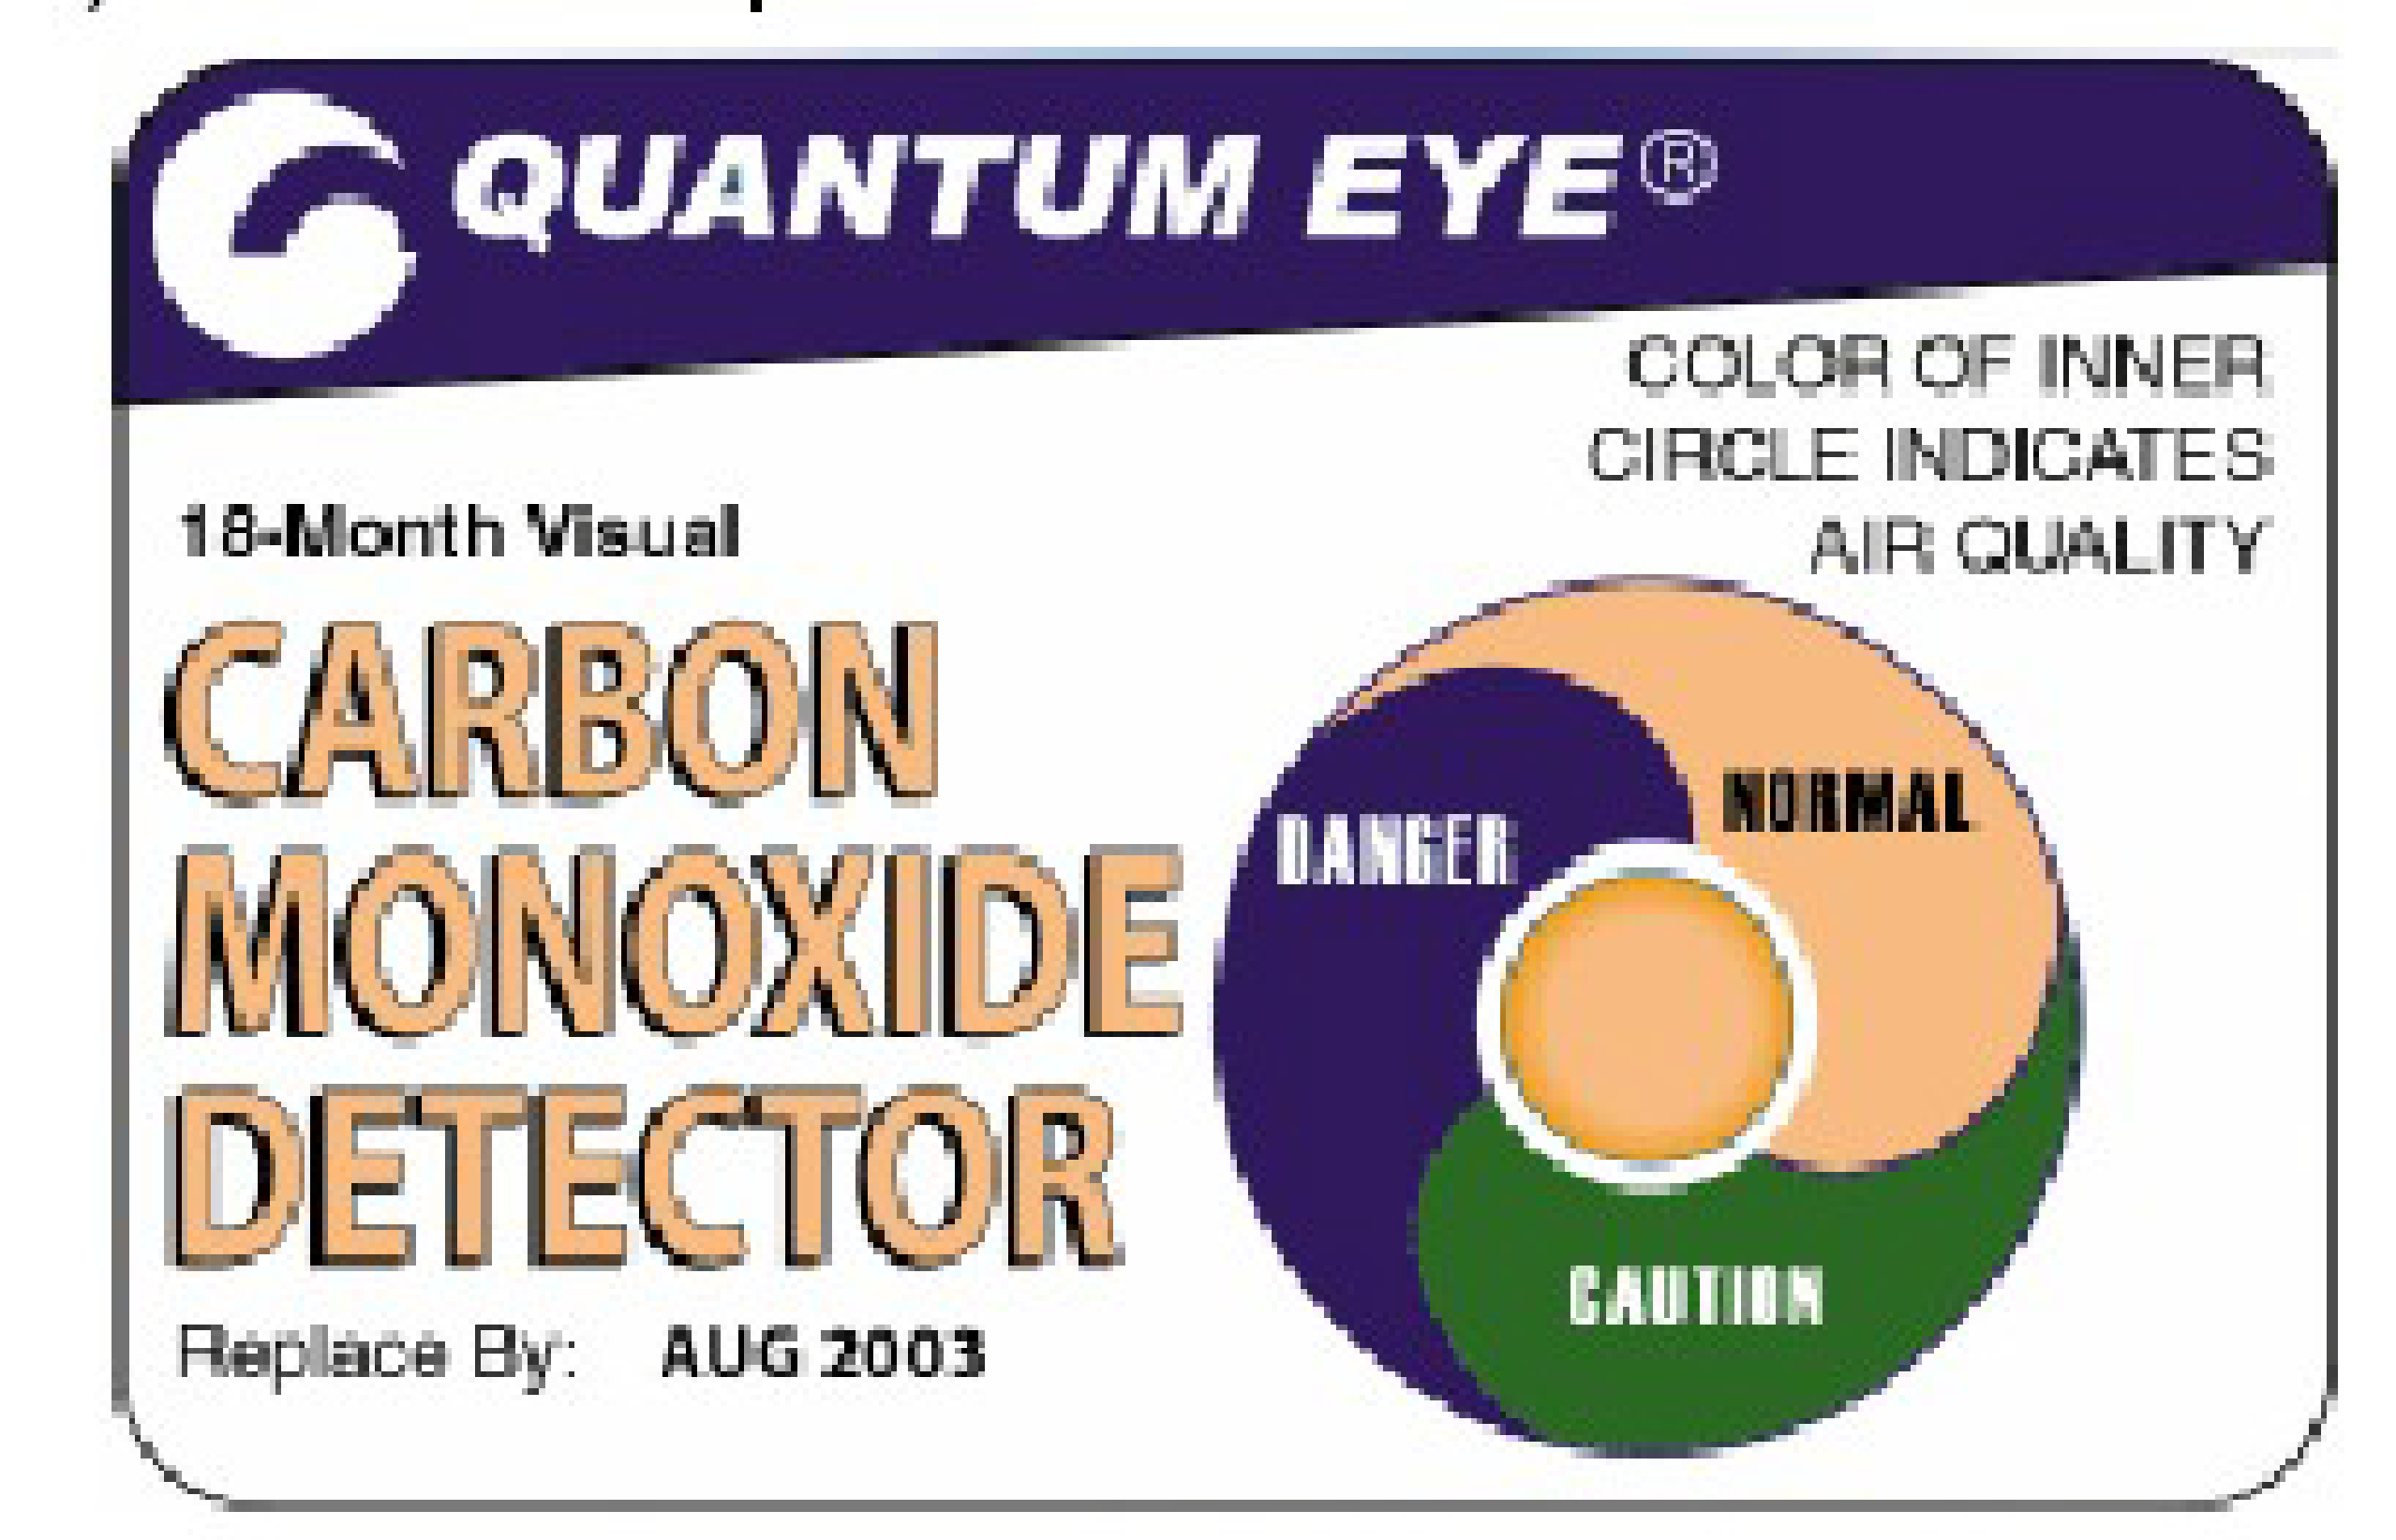 QUANTUM EYE®
COLOR OF INNER
CIRCLE INDICATES
AIR QUALITY
18-Month Visual
CARBON
MONOXIDE
DETECTOR
Replace By: AUG 2003
DANGER
NORMAL
CAUTION